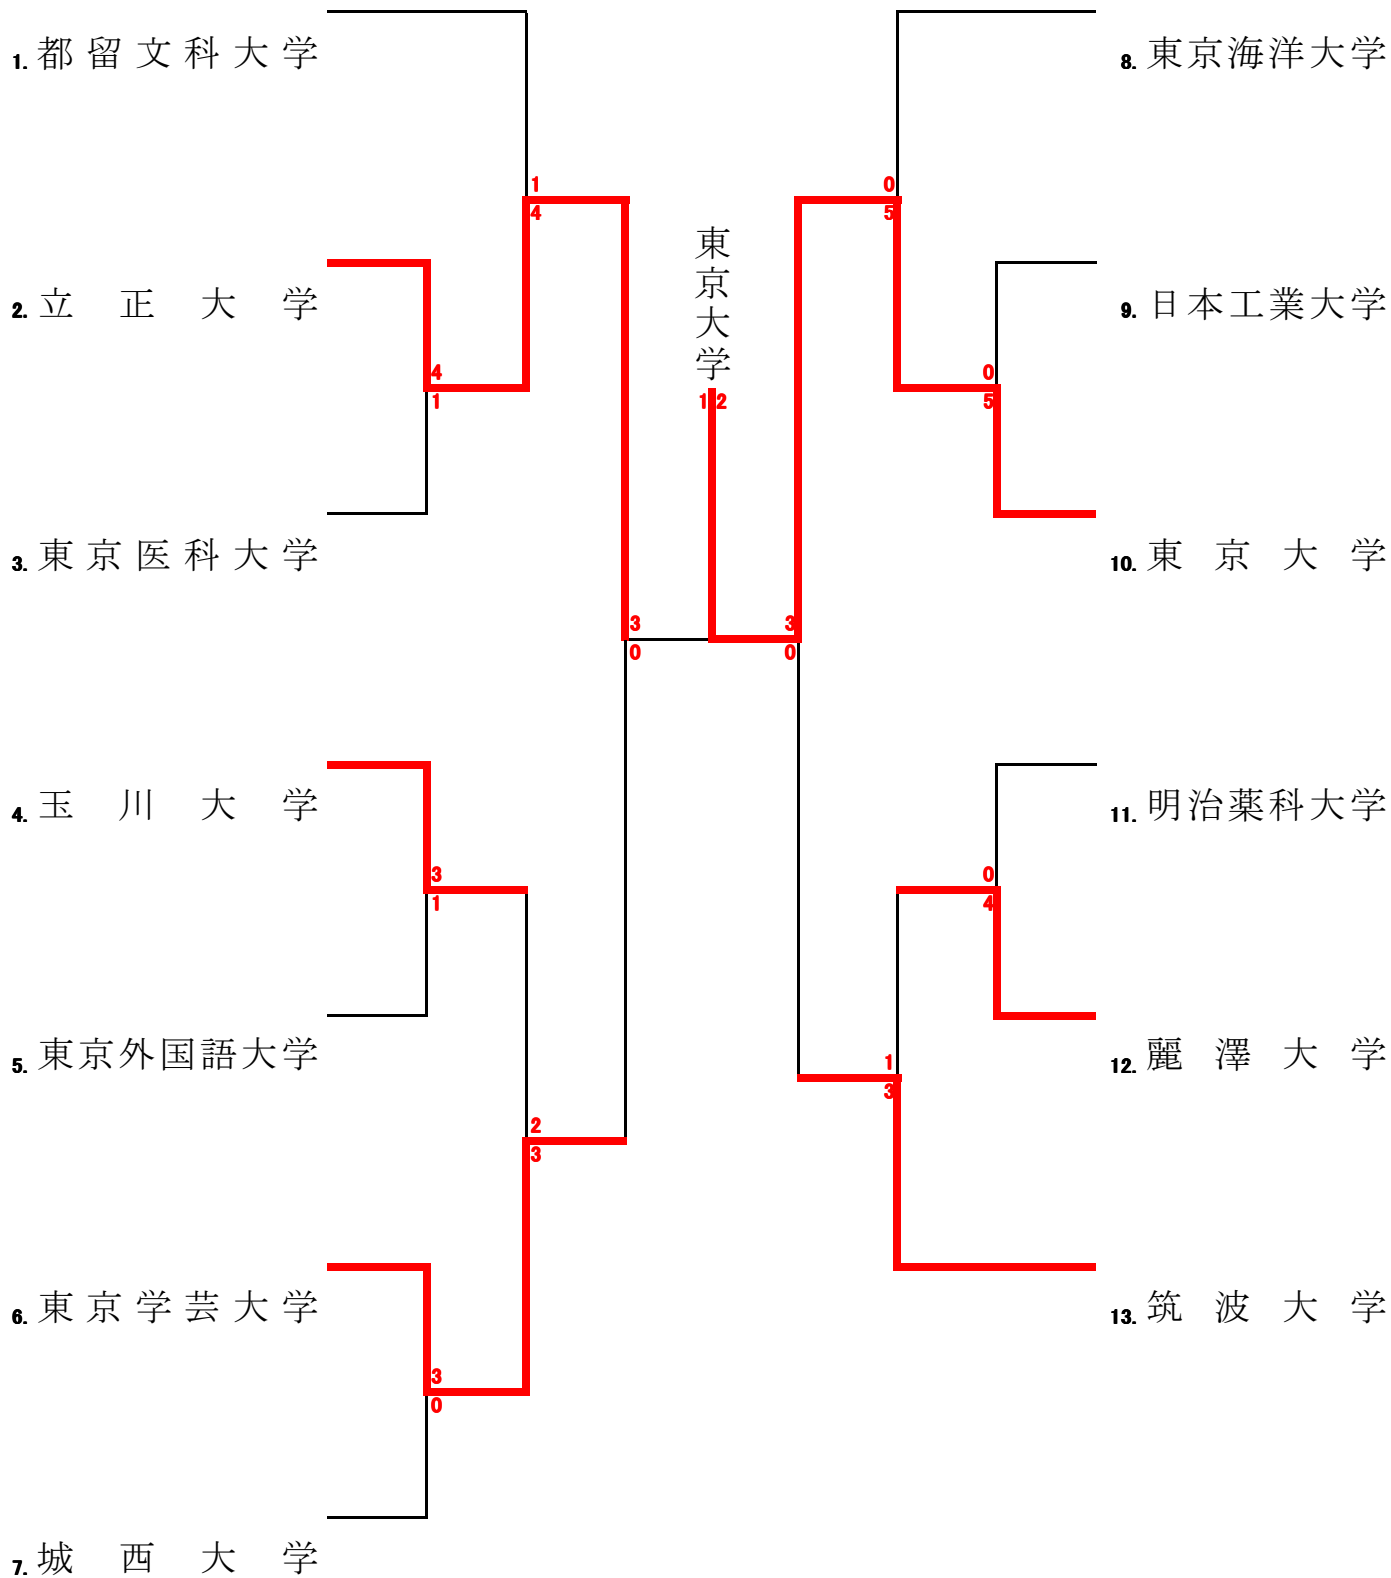 1. 都留文科大学
8. 東京海洋大学
1
4
0
5
東京大学
2. 立正大学
9. 日本工業大学
4
1
0
5
1 2
3. 東京医科大学
10. 東京大学
3
0
3
0
4. 玉川大学
11. 明治薬科大学
3
1
0
4
5. 東京外国語大学
12. 麗澤大学
1
3
2
3
6. 東京学芸大学
13. 筑波大学
3
0
7. 城西大学